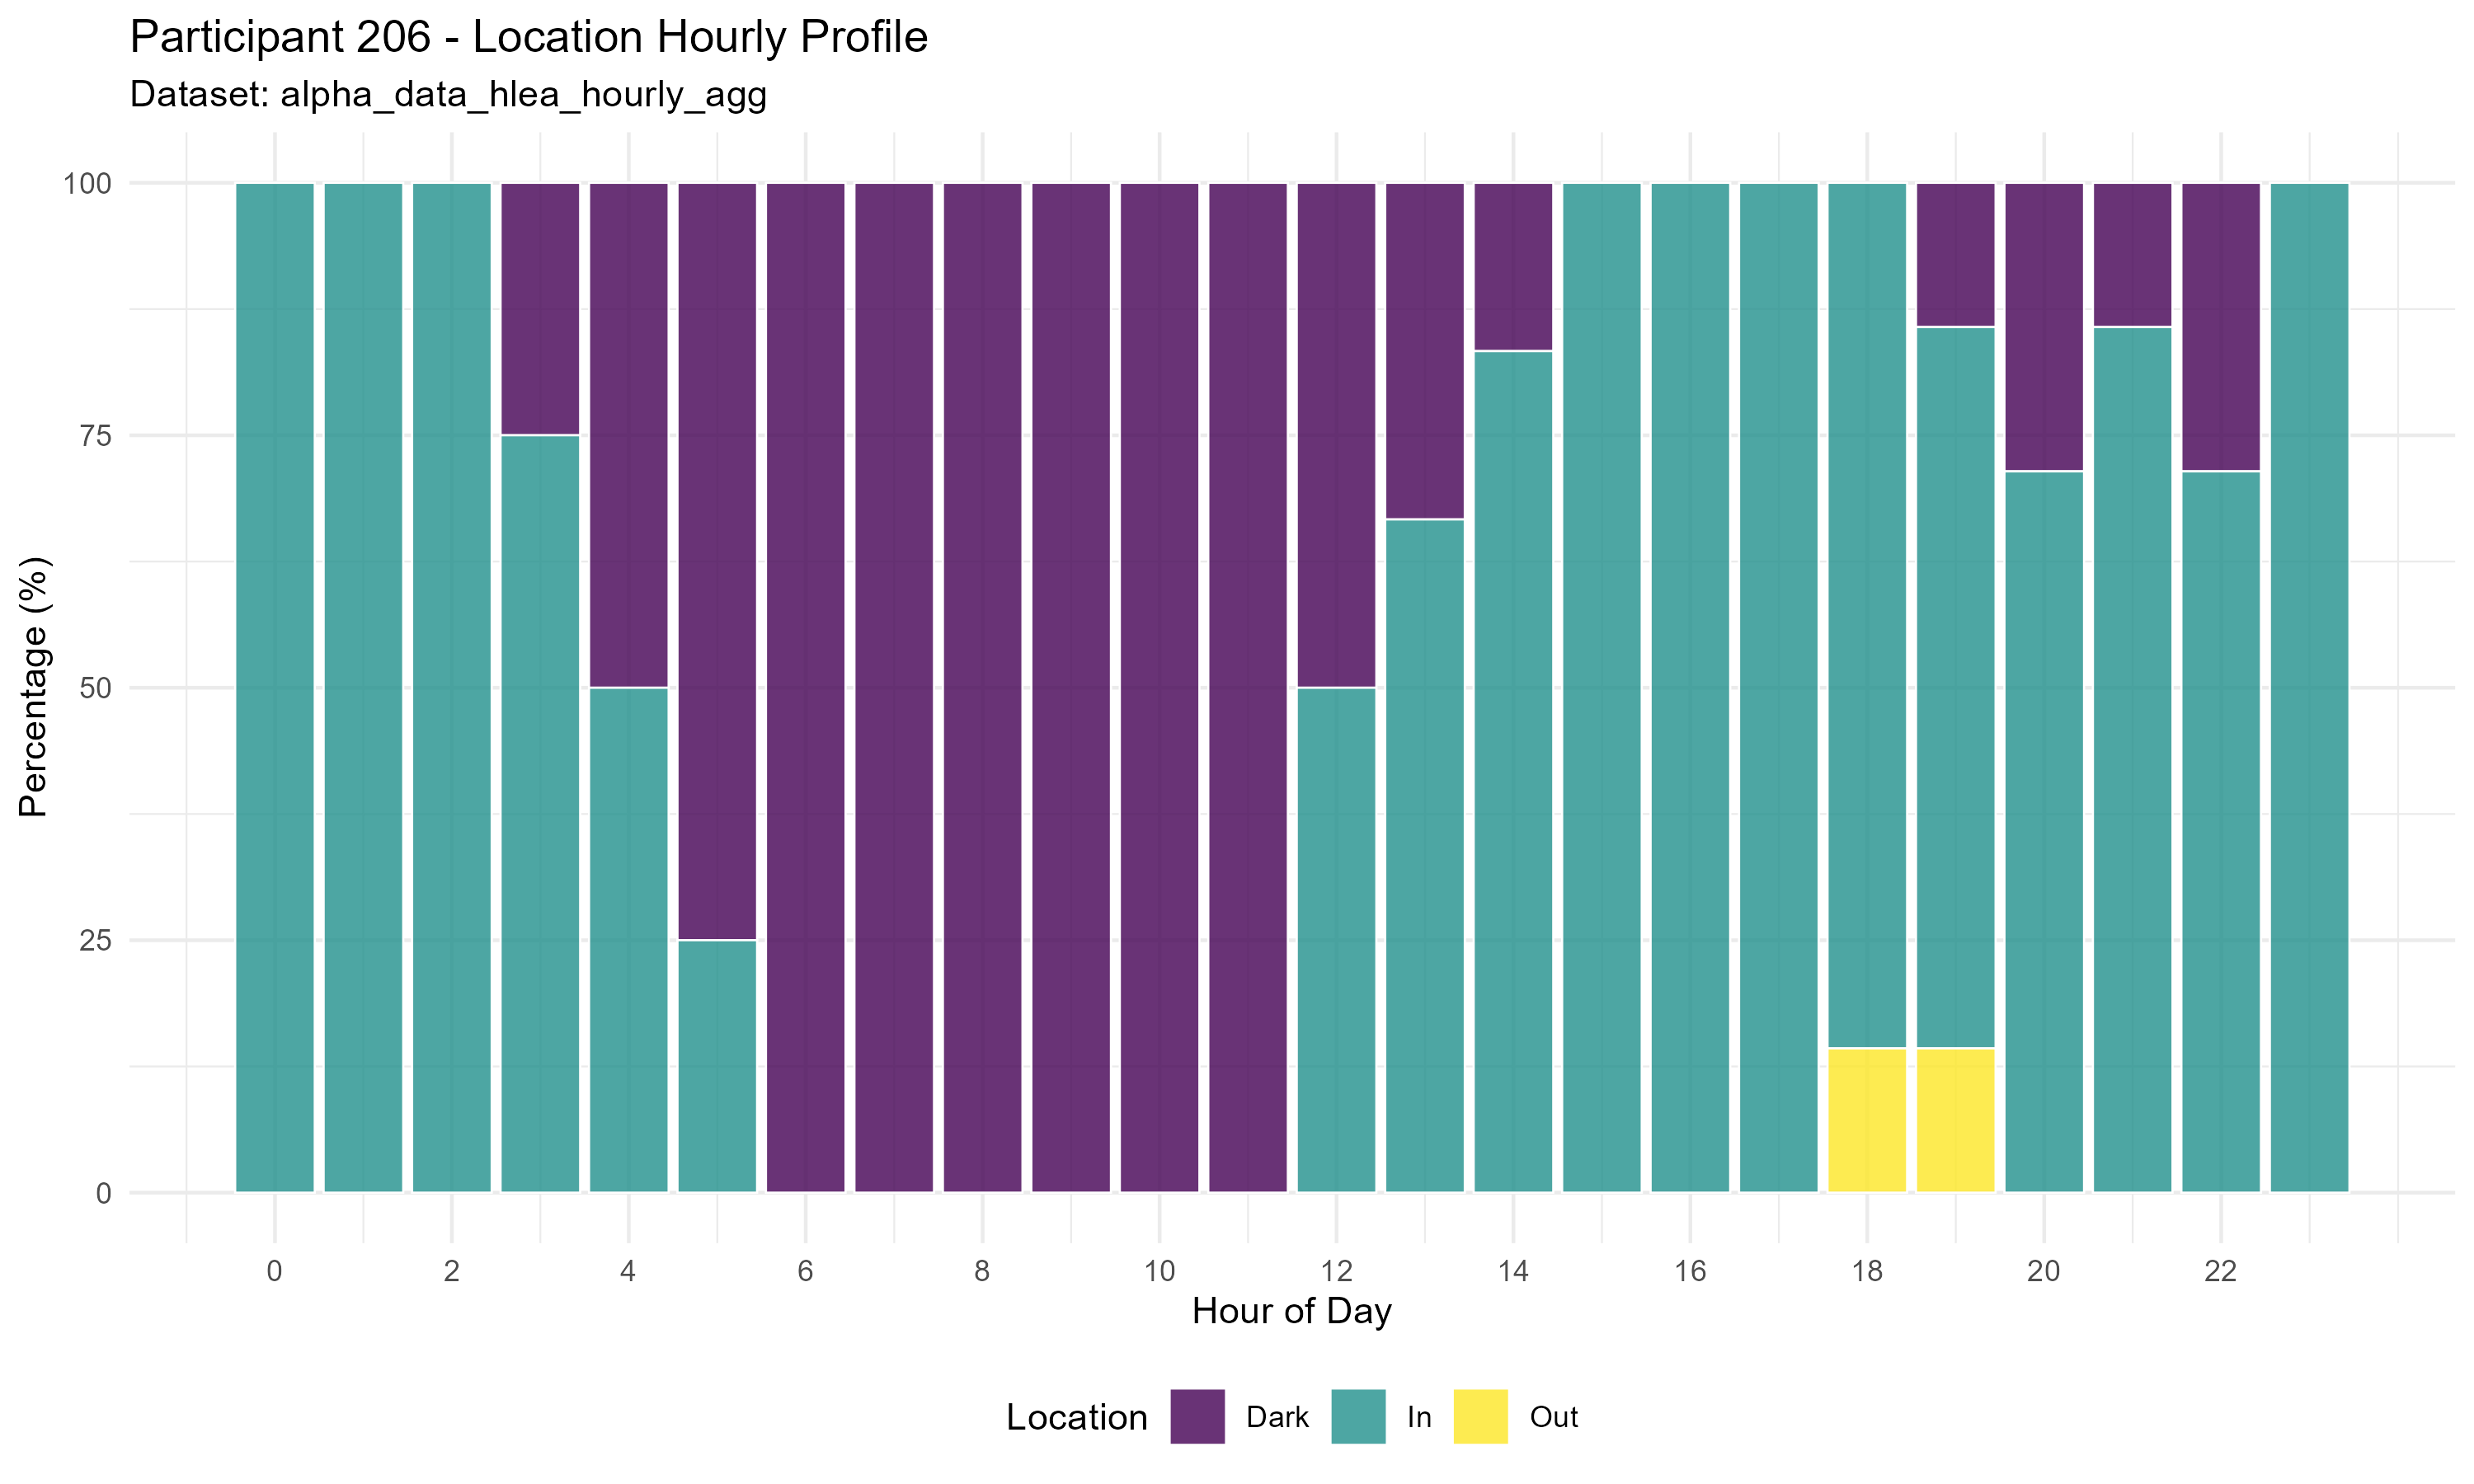 Participant 206 - Location Hourly Profile
Dataset: alpha_data_hlea_hourly_agg
Percentage (%)
100
75
50
25
0
0 2 4 6 8 10 12 14 16 18 20 22
Hour of Day
Location Dark In Out